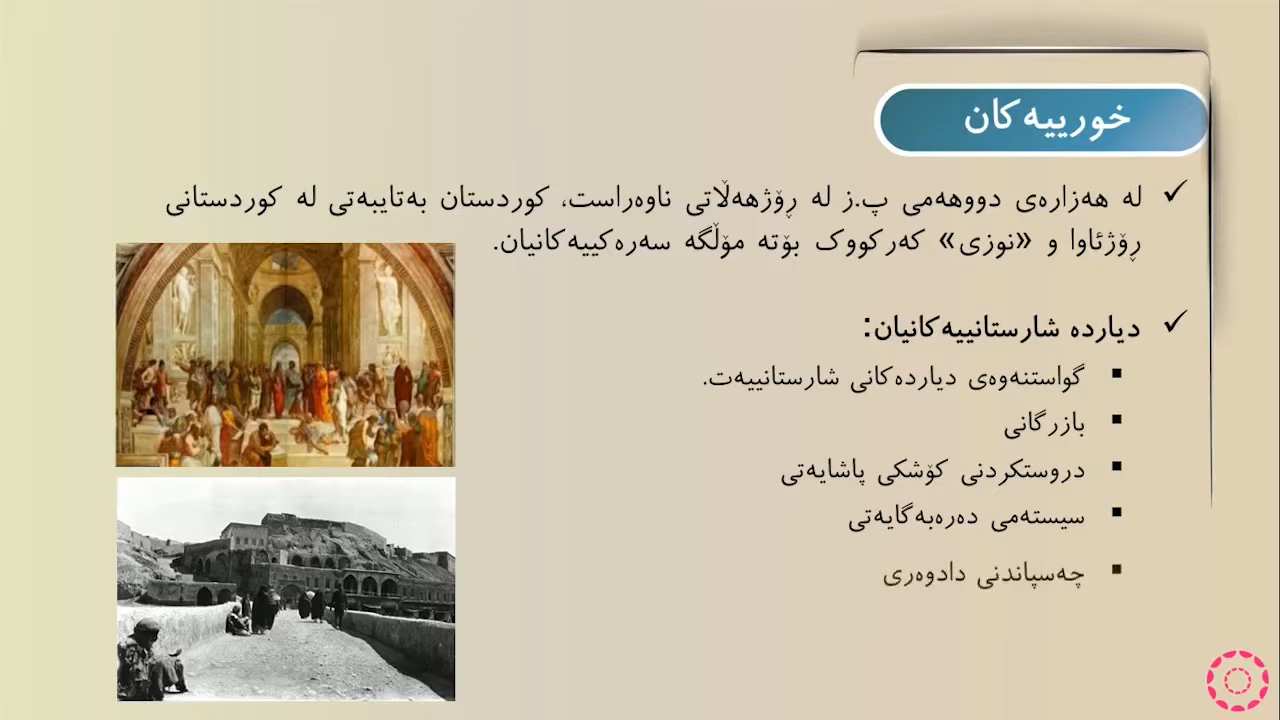 خورییەکان
لە هەزارەی دووهەمی پ.ز لە ڕۆژهەڵاتی ناوەراست، کوردستان بەتایبەتی لە کوردستانی
ڕۆژئاوا و «نوزی» کەرکووک بۆتە مۆڵگە سەرەکییەکانیان.
دیاردە شارستانییەکانیان:
گواستنەوەی دیاردەکانی شارستانییەت.
بازرگانی
دروستکردنی کۆشکی پاشایەتی
سیستەمی دەرەبەگایەتی
چەسپاندنی دادوەری